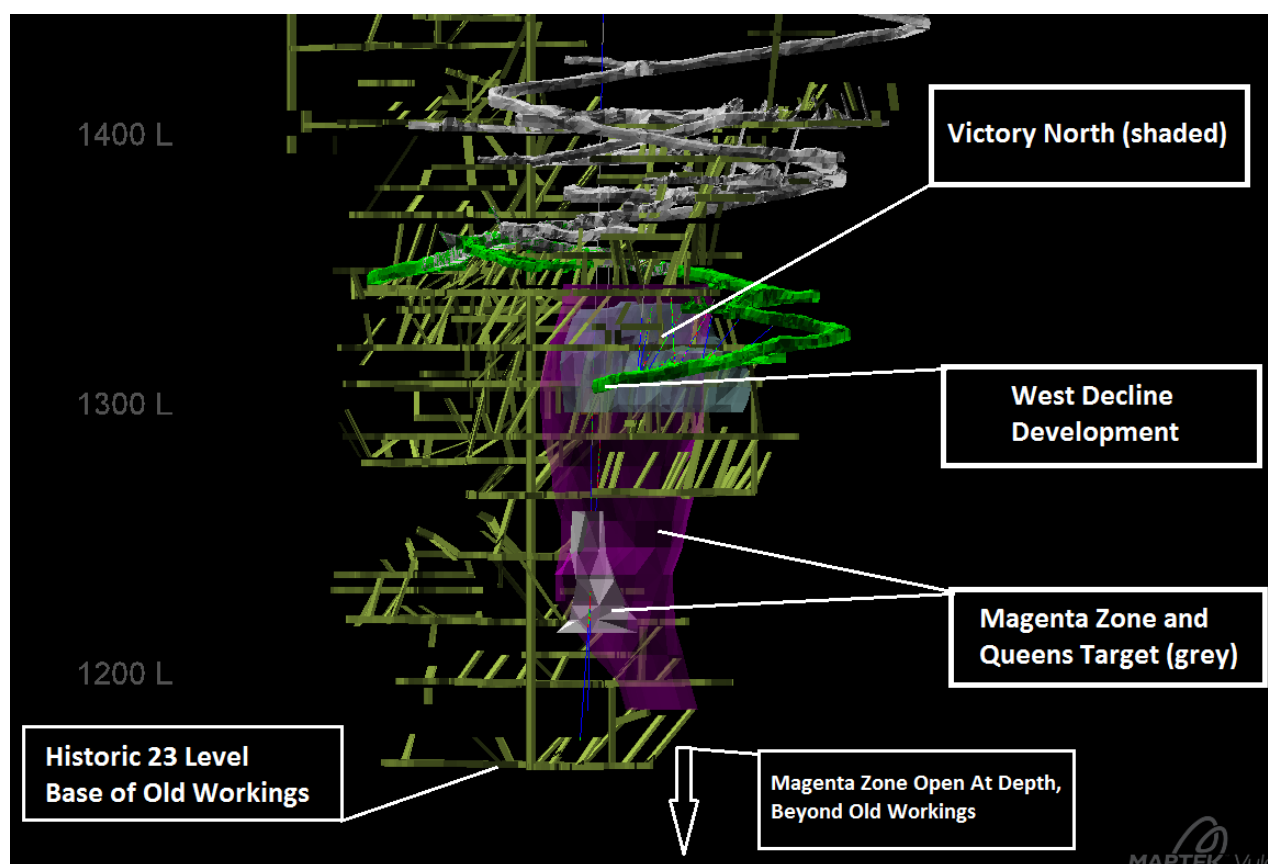 1400 L
Victory North (shaded)
1300 L
West Decline
Development
Magenta Zone and
Queens Target (grey)
1200 L
Historic 23 Level
Base of Old Workings
Magenta Zone Open At Depth,
Beyond Old Workings